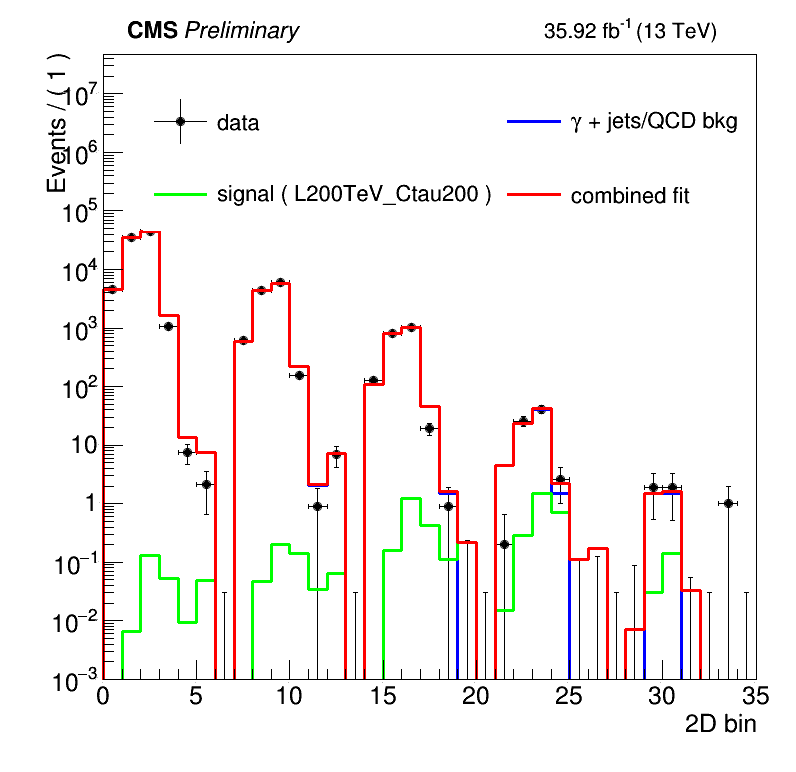 CMS Preliminary 35.92 fb⁻¹ (13 TeV)
Events / ( 1 )
data
γ + jets/QCD bkg
signal ( L200TeV_Ctau200 )
combined fit
10⁷
10⁶
10⁵
10⁴
10³
10²
10
1
10⁻¹
10⁻²
10⁻³
0 5 10 15 20 25 30 35
2D bin